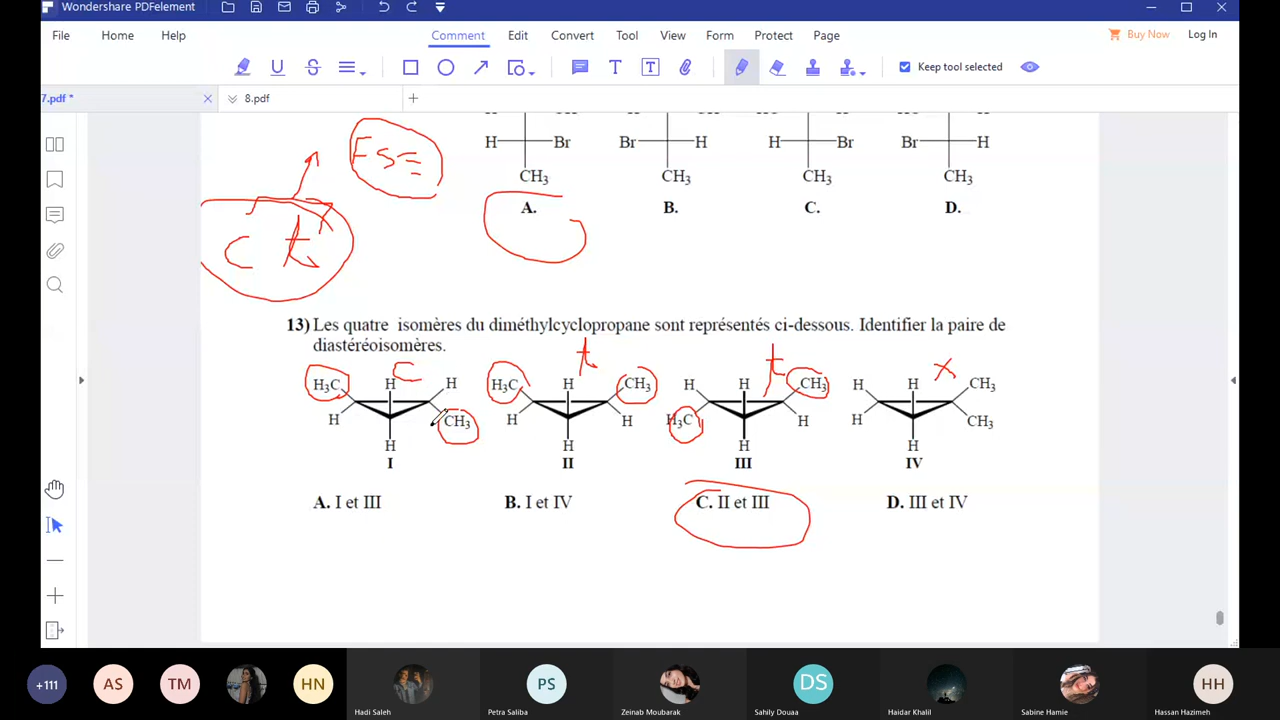 Wondershare PDFelement
File Home Help Comment Edit Convert Tool View Form Protect Page Buy Now Log In
Keep tool selected
7.pdf * 8.pdf
H Br Br H H Br Br H
CH3 CH3 CH3 CH3
A. B. C. D.
c t
13) Les quatre isomères du diméthylcyclopropane sont représentés ci-dessous. Identifier la paire de
diastéréoisomères.
c t t x
H3C H H H3C H CH3 H H CH3 H H CH3
H CH3 H H H3C H H CH3
H H H H
I II III IV
A. I et III B. I et IV C. II et III D. III et IV
+111 AS TM HN PS DS HH
Hadi Saleh Petra Saliba Zeinab Moubarak Sahily Douaa Haidar Khalil Sabine Hamie Hassan Hazimeh